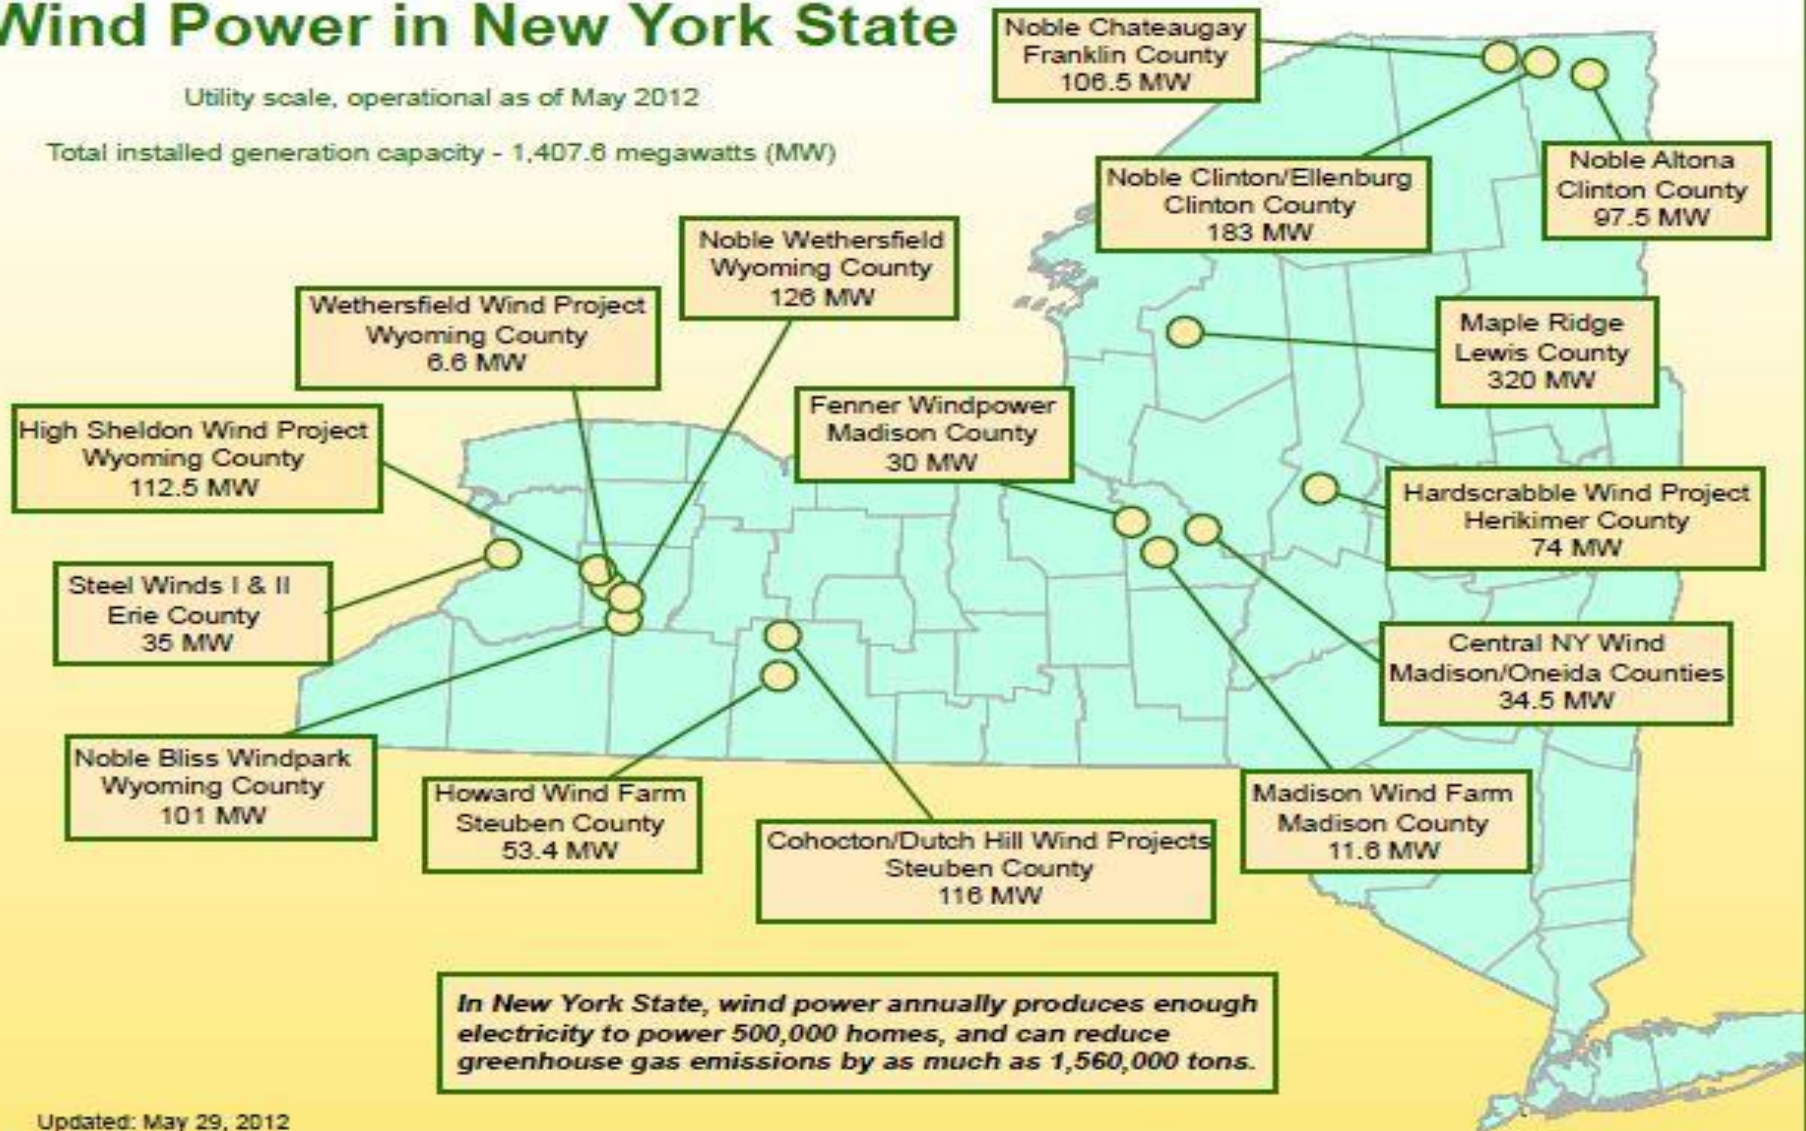 Wind Power in New York State
Utility scale, operational as of May 2012
Total installed generation capacity - 1,407.6 megawatts (MW)
Noble Chateaugay
Franklin County
106.5 MW
Noble Clinton/Ellenburg
Clinton County
183 MW
Noble Altona
Clinton County
97.5 MW
Noble Wethersfield
Wyoming County
126 MW
Wethersfield Wind Project
Wyoming County
6.6 MW
Maple Ridge
Lewis County
320 MW
Fenner Windpower
Madison County
30 MW
High Sheldon Wind Project
Wyoming County
112.5 MW
Hardscrabble Wind Project
Herikimer County
74 MW
Steel Winds I & II
Erie County
35 MW
Central NY Wind
Madison/Oneida Counties
34.5 MW
Noble Bliss Windpark
Wyoming County
101 MW
Howard Wind Farm
Steuben County
53.4 MW
Cohocton/Dutch Hill Wind Projects
Steuben County
116 MW
Madison Wind Farm
Madison County
11.6 MW
In New York State, wind power annually produces enough
electricity to power 500,000 homes, and can reduce
greenhouse gas emissions by as much as 1,560,000 tons.
Updated: May 29, 2012